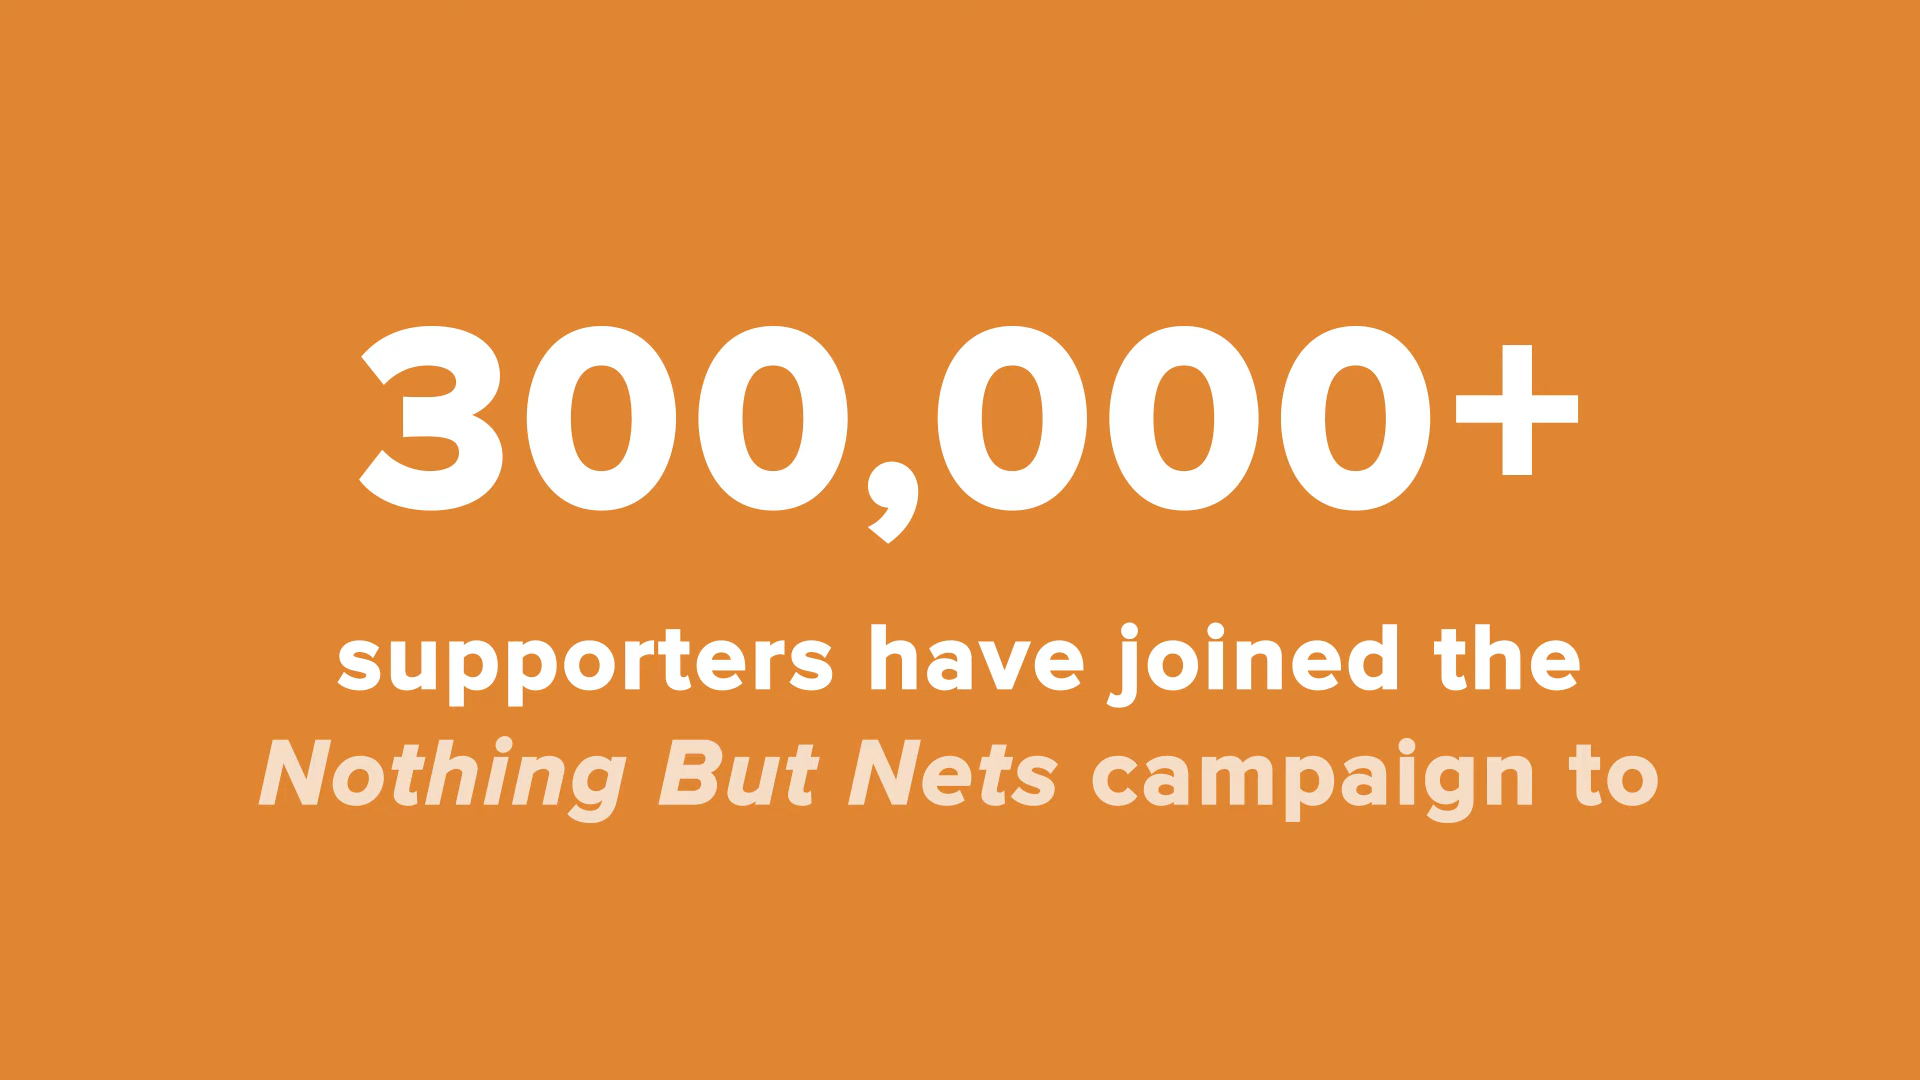 300,000+
supporters have joined the
Nothing But Nets campaign to